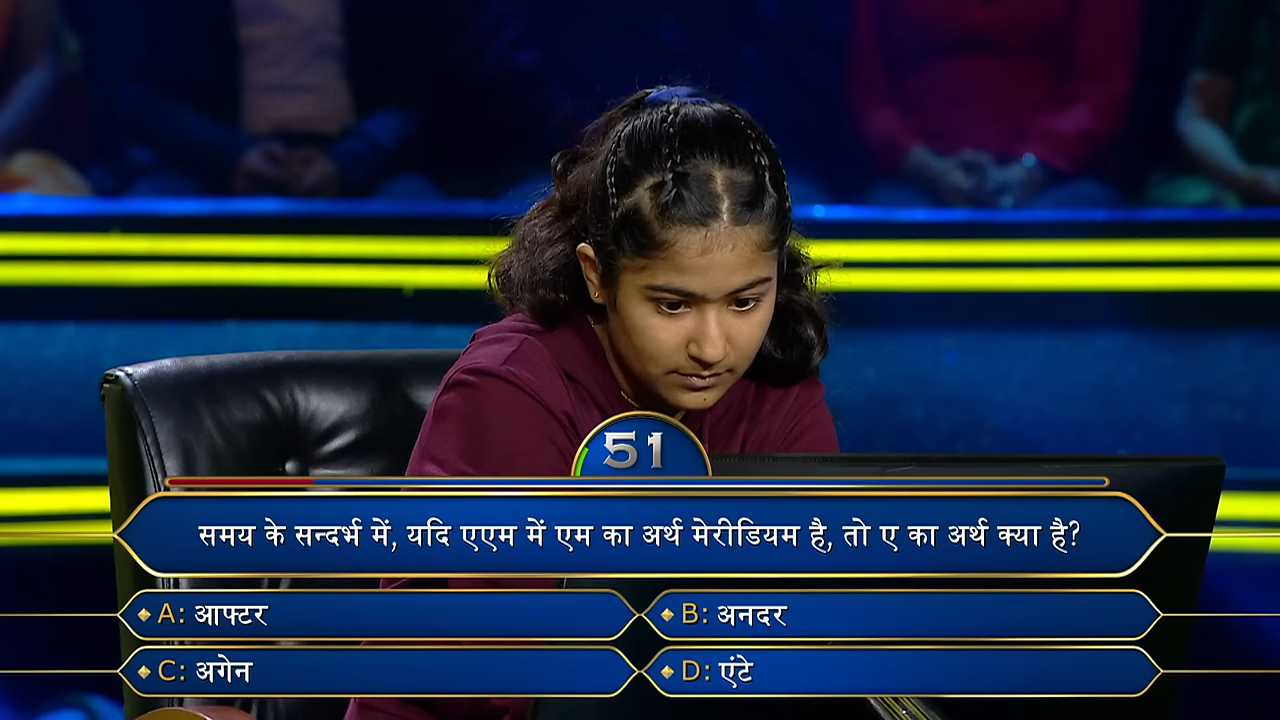 51
समय के सन्दर्भ में, यदि एएम में एम का अर्थ मेरीडियम है, तो ए का अर्थ क्या है?
A: आफ्टर
B: अनदर
C: अगेन
D: एंटे